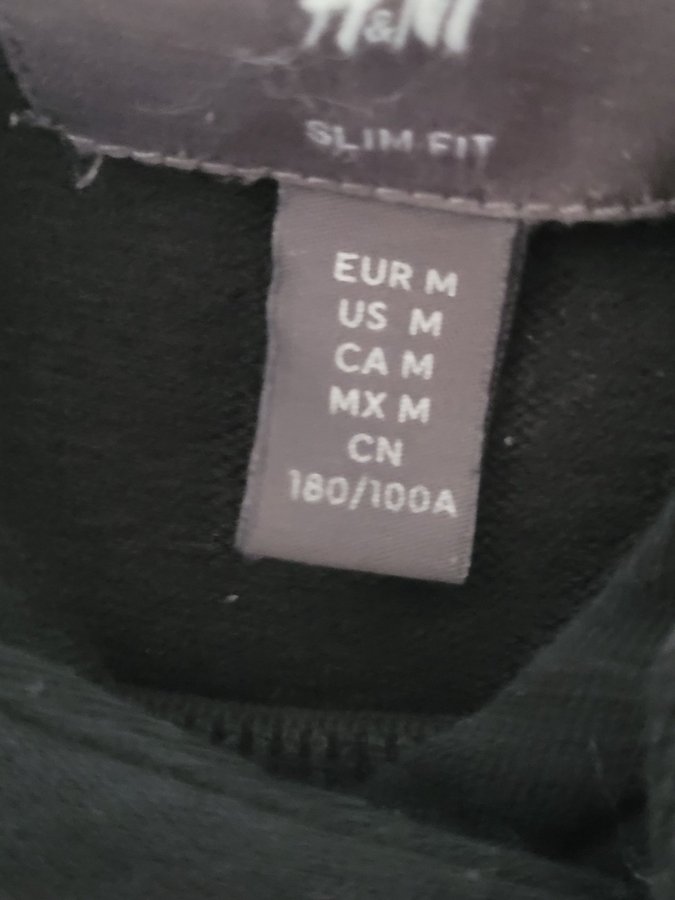 H&M
SLIM FIT
EUR M
US M
CA M
MX M
CN
180/100A